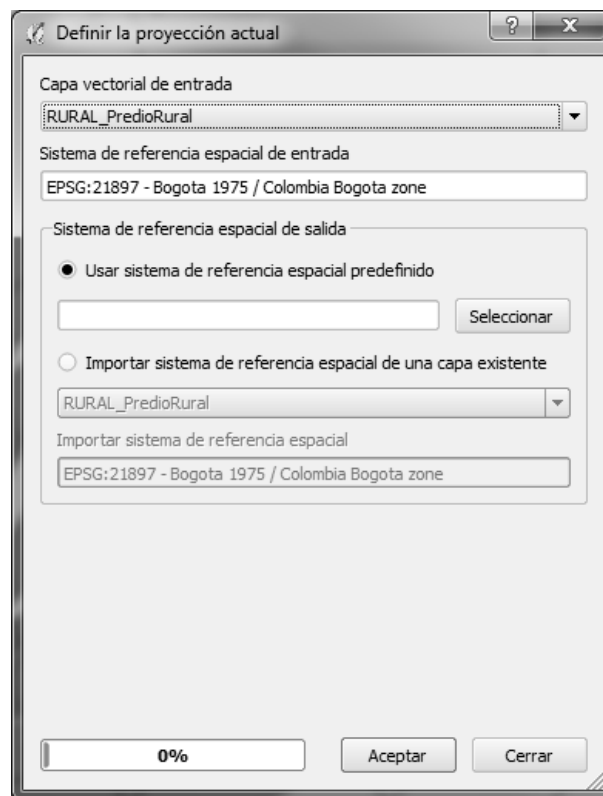 Definir la proyección actual
Capa vectorial de entrada
RURAL_PredioRural
Sistema de referencia espacial de entrada
EPSG:21897 - Bogota 1975 / Colombia Bogota zone
Sistema de referencia espacial de salida
Usar sistema de referencia espacial predefinido
Seleccionar
Importar sistema de referencia espacial de una capa existente
RURAL_PredioRural
Importar sistema de referencia espacial
EPSG:21897 - Bogota 1975 / Colombia Bogota zone
0% Aceptar Cerrar